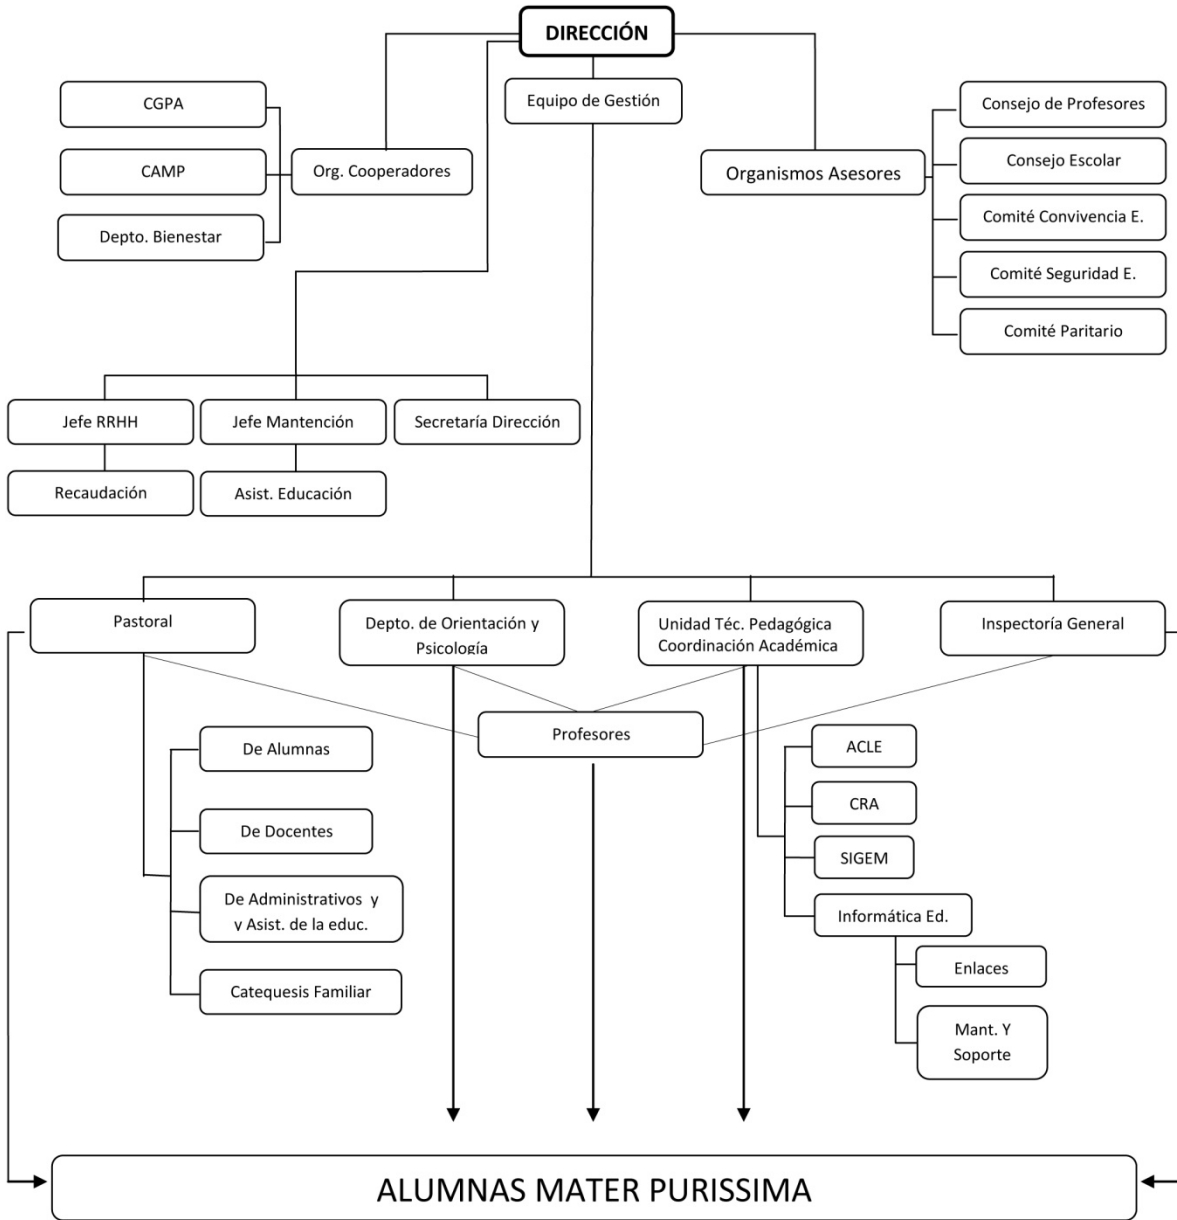 DIRECCIÓN
Equipo de Gestión
CGPA
CAMP
Depto. Bienestar
Org. Cooperadores
Organismos Asesores
Consejo de Profesores
Consejo Escolar
Comité Convivencia E.
Comité Seguridad E.
Comité Paritario
Jefe RRHH
Jefe Mantención
Secretaría Dirección
Recaudación
Asist. Educación
Pastoral
Depto. de Orientación y
Psicología
Unidad Téc. Pedagógica
Coordinación Académica
Inspectoría General
Profesores
De Alumnas
De Docentes
De Administrativos y
y Asist. de la educ.
Catequesis Familiar
ACLE
CRA
SIGEM
Informática Ed.
Enlaces
Mant. Y
Soporte
ALUMNAS MATER PURISSIMA